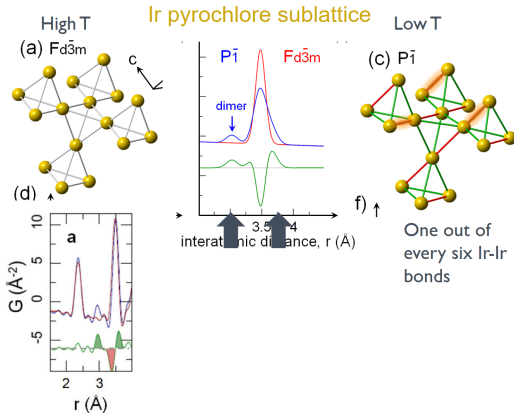 Ir pyrochlore sublattice
High T
Low T
(a) Fd3̄m
c
P1̄
Fd3̄m
dimer
(c) P1̄
(d)
f)
3.5 4
interatomic distance, r (Å)
One out of
every six Ir-Ir
bonds
a
G (Å-2)
10
5
0
-5
2 3
r (Å)